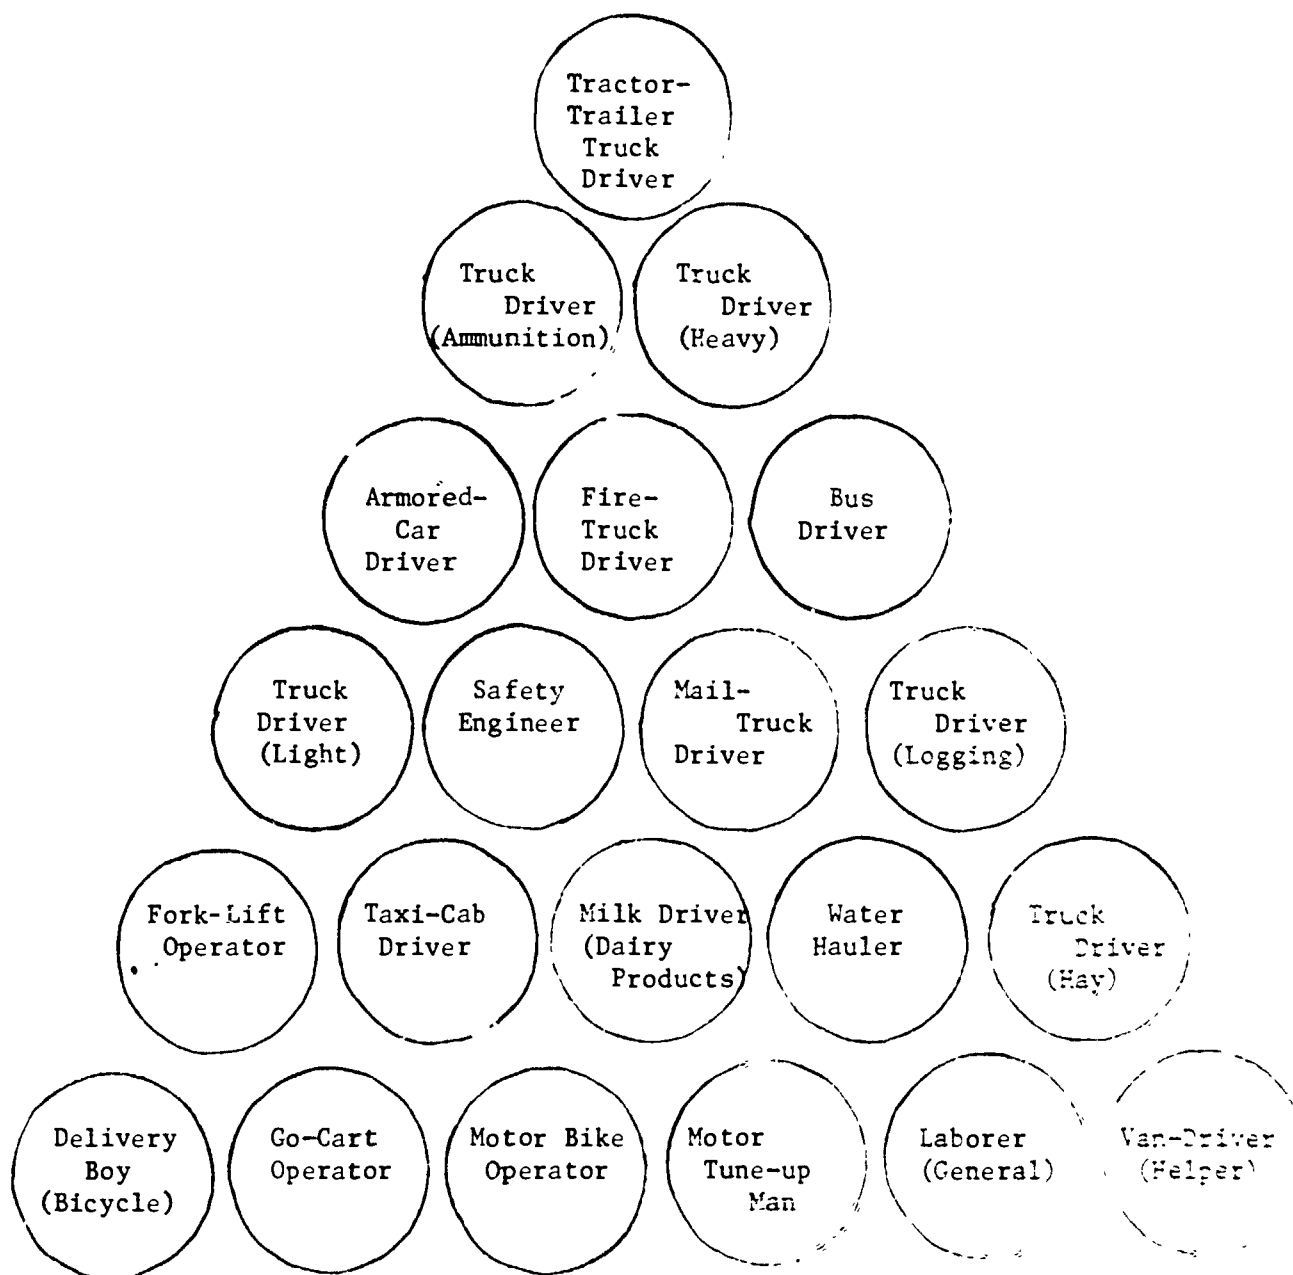 Tractor-
Trailer
Truck
Driver
Truck
Driver
(Ammunition)
Truck
Driver
(Heavy)
Armored-
Car
Driver
Fire-
Truck
Driver
Bus
Driver
Truck
Driver
(Light)
Safety
Engineer
Mail-
Truck
Driver
Truck
Driver
(Logging)
Fork-Lift
Operator
Taxi-Cab
Driver
Milk Driver
(Dairy
Products)
Water
Hauler
Truck
Driver
(Hay)
Delivery
Boy
(Bicycle)
Go-Cart
Operator
Motor Bike
Operator
Motor
Tune-up
Man
Laborer
(General)
Van-Driver
(Helper)